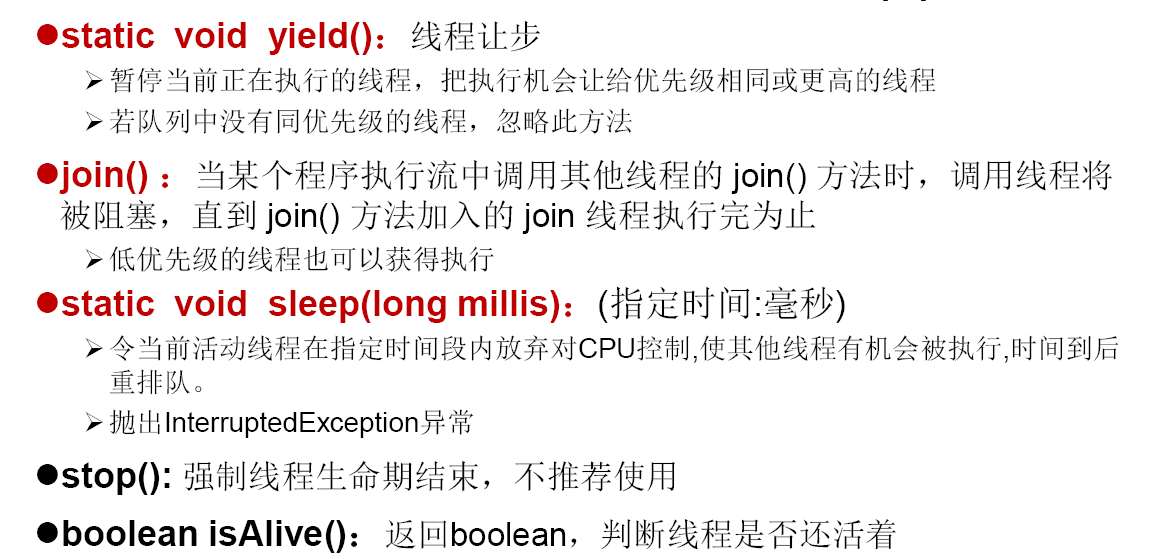 ●static void yield()：线程让步
➢暂停当前正在执行的线程，把执行机会让给优先级相同或更高的线程
➢若队列中没有同优先级的线程，忽略此方法
●join()：当某个程序执行流中调用其他线程的 join() 方法时，调用线程将
被阻塞，直到 join() 方法加入的 join 线程执行完为止
➢低优先级的线程也可以获得执行
●static void sleep(long millis)：(指定时间:毫秒)
➢令当前活动线程在指定时间段内放弃对CPU控制,使其他线程有机会被执行,时间到后
重排队。
➢抛出InterruptedException异常
●stop(): 强制线程生命期结束，不推荐使用
●boolean isAlive()：返回boolean，判断线程是否还活着